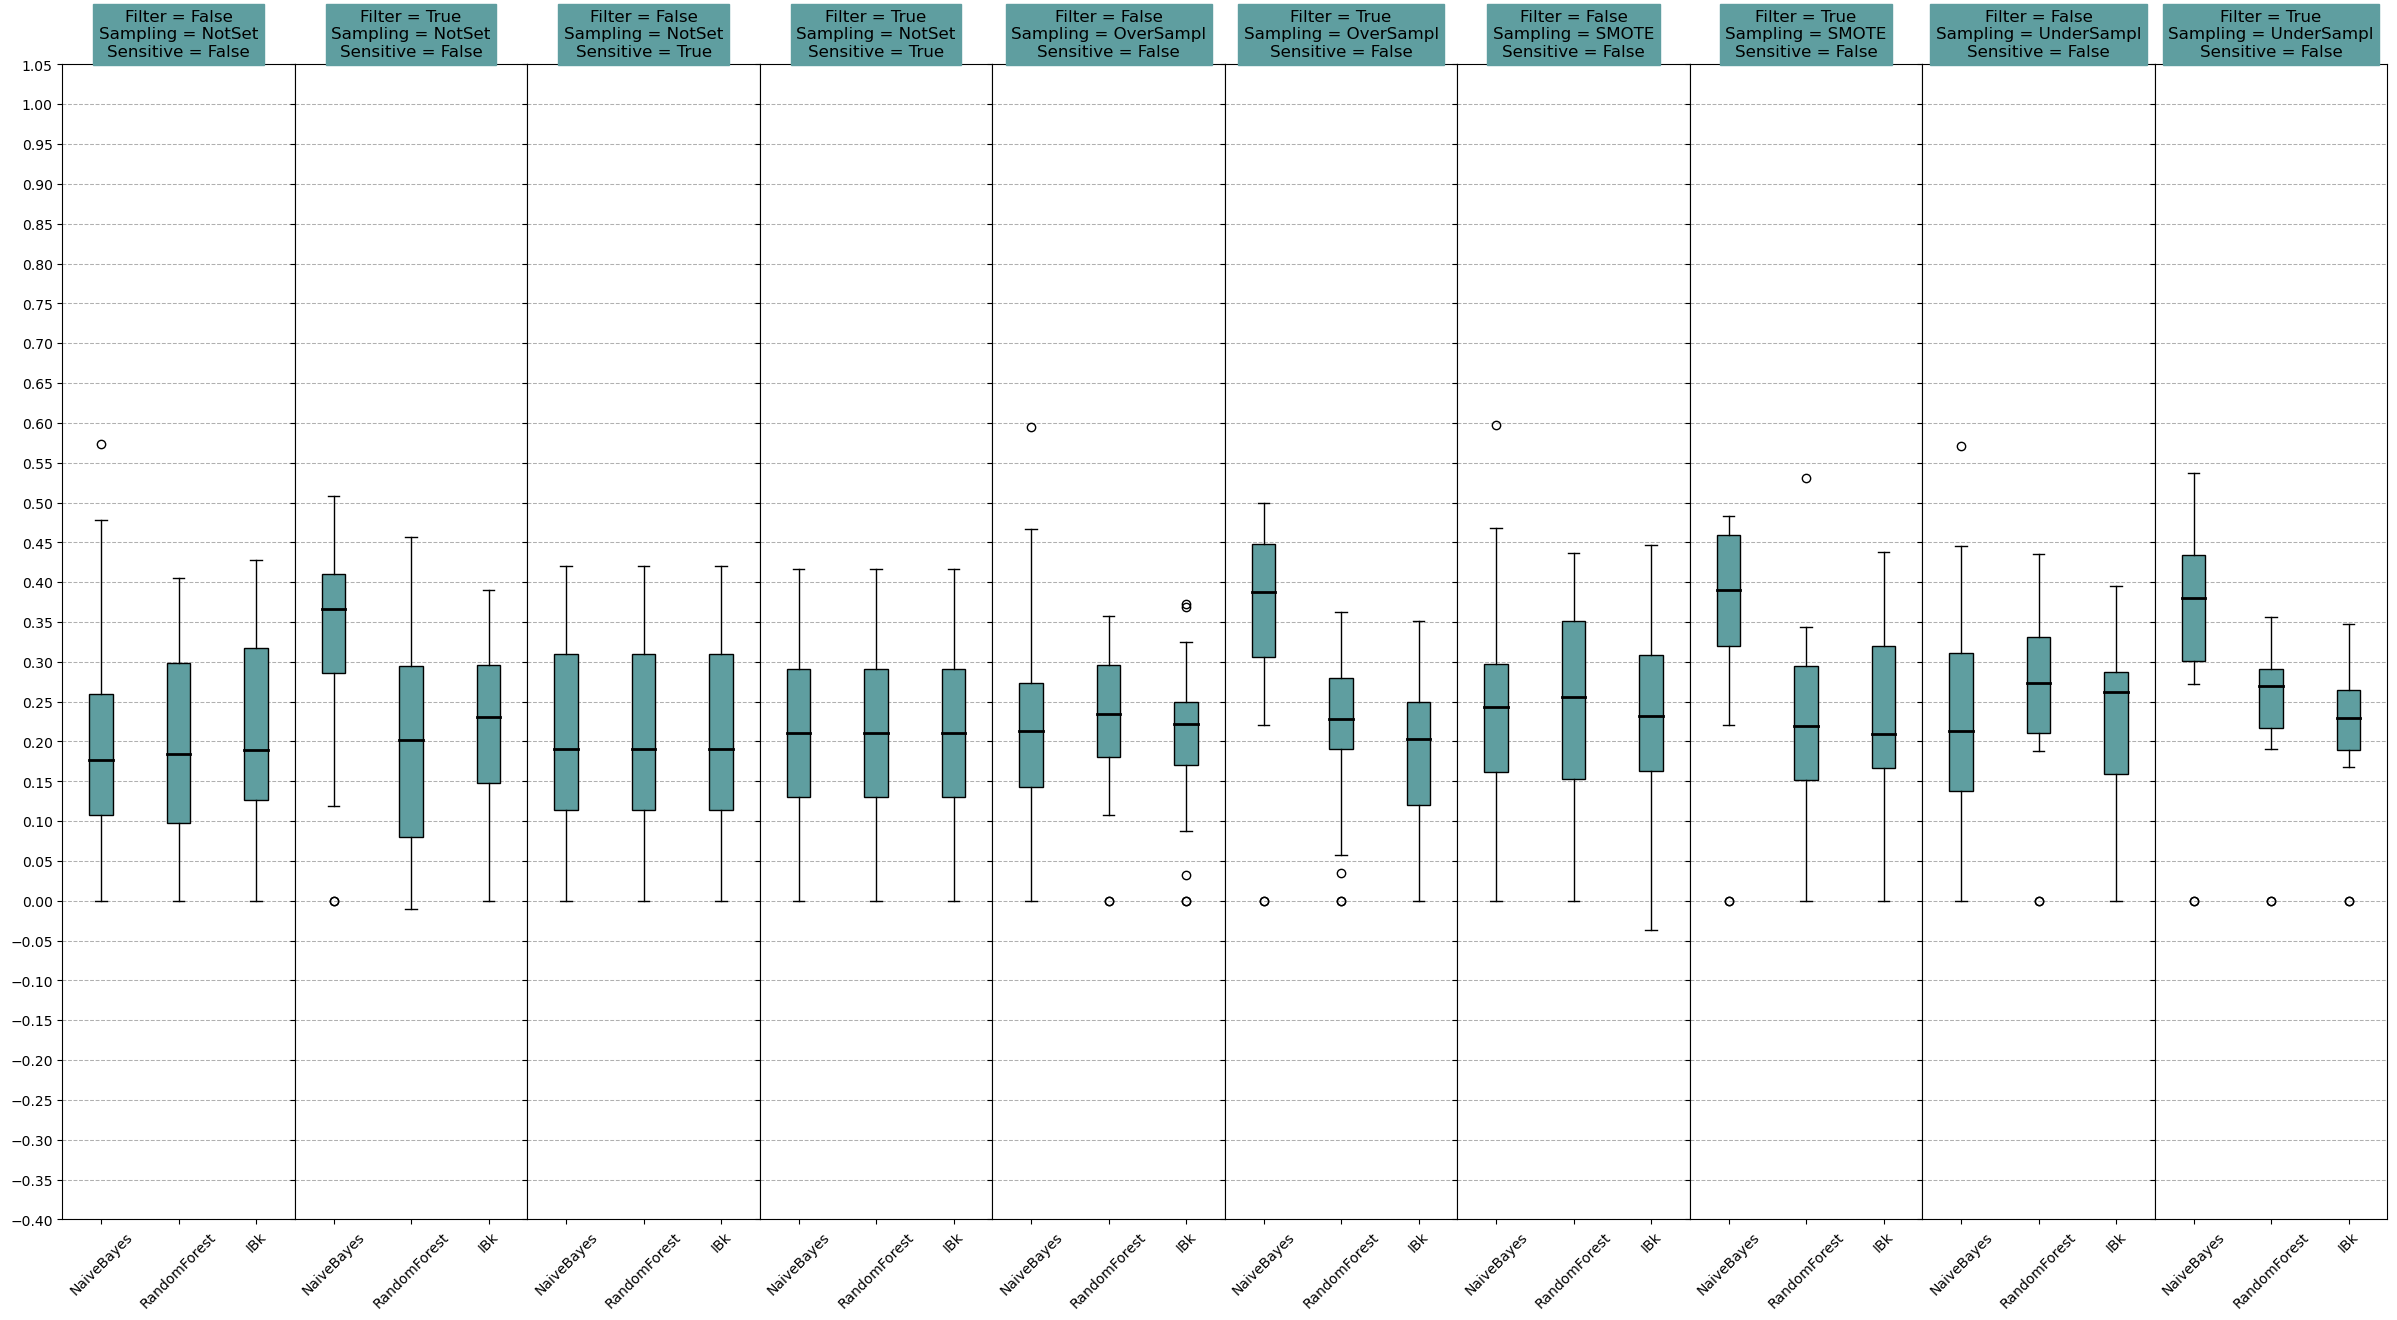 Filter = False
Sampling = NotSet
Sensitive = False
Filter = True
Sampling = NotSet
Sensitive = False
Filter = False
Sampling = NotSet
Sensitive = True
Filter = True
Sampling = NotSet
Sensitive = True
Filter = False
Sampling = OverSampl
Sensitive = False
Filter = True
Sampling = OverSampl
Sensitive = False
Filter = False
Sampling = SMOTE
Sensitive = False
Filter = True
Sampling = SMOTE
Sensitive = False
Filter = False
Sampling = UnderSampl
Sensitive = False
Filter = True
Sampling = UnderSampl
Sensitive = False
1.05
1.00
0.95
0.90
0.85
0.80
0.75
0.70
0.65
0.60
0.55
0.50
0.45
0.40
0.35
0.30
0.25
0.20
0.15
0.10
0.05
0.00
−0.05
−0.10
−0.15
−0.20
−0.25
−0.30
−0.35
−0.40
NaiveBayes
RandomForest
IBk
NaiveBayes
RandomForest
IBk
NaiveBayes
RandomForest
IBk
NaiveBayes
RandomForest
IBk
NaiveBayes
RandomForest
IBk
NaiveBayes
RandomForest
IBk
NaiveBayes
RandomForest
IBk
NaiveBayes
RandomForest
IBk
NaiveBayes
RandomForest
IBk
NaiveBayes
RandomForest
IBk